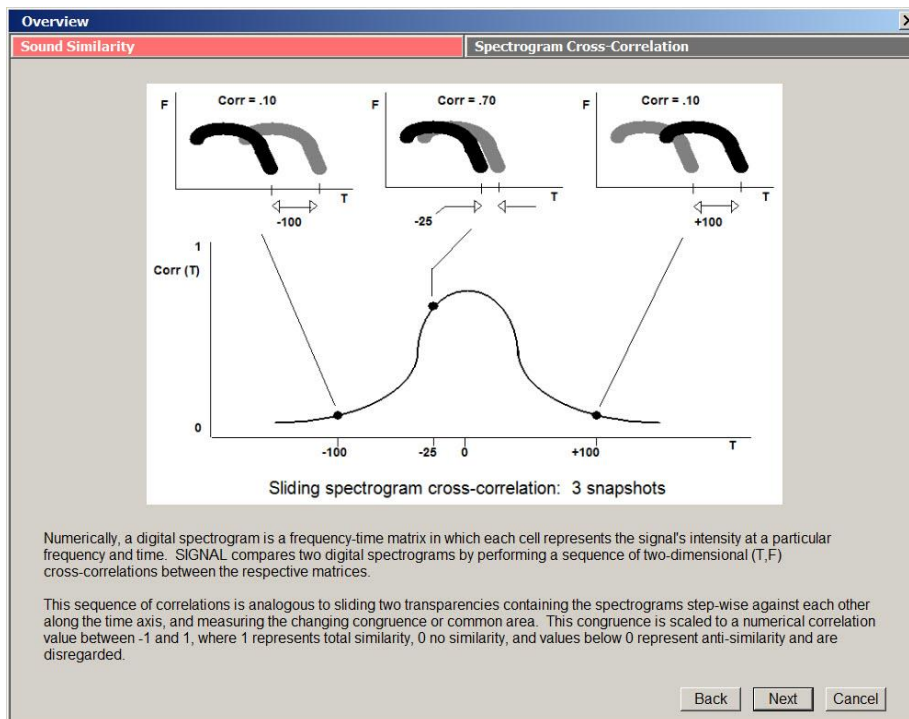 Overview
Sound Similarity
Spectrogram Cross-Correlation
F
Corr = .10
T
-100
F
Corr = .70
T
-25
F
Corr = .10
T
+100
1
Corr (T)
0
-100
-25
0
+100
T
Sliding spectrogram cross-correlation: 3 snapshots
Numerically, a digital spectrogram is a frequency-time matrix in which each cell represents the signal's intensity at a particular
frequency and time. SIGNAL compares two digital spectrograms by performing a sequence of two-dimensional (T,F)
cross-correlations between the respective matrices.
This sequence of correlations is analogous to sliding two transparencies containing the spectrograms step-wise against each other
along the time axis, and measuring the changing congruence or common area. This congruence is scaled to a numerical correlation
value between -1 and 1, where 1 represents total similarity, 0 no similarity, and values below 0 represent anti-similarity and are
disregarded.
Back
Next
Cancel